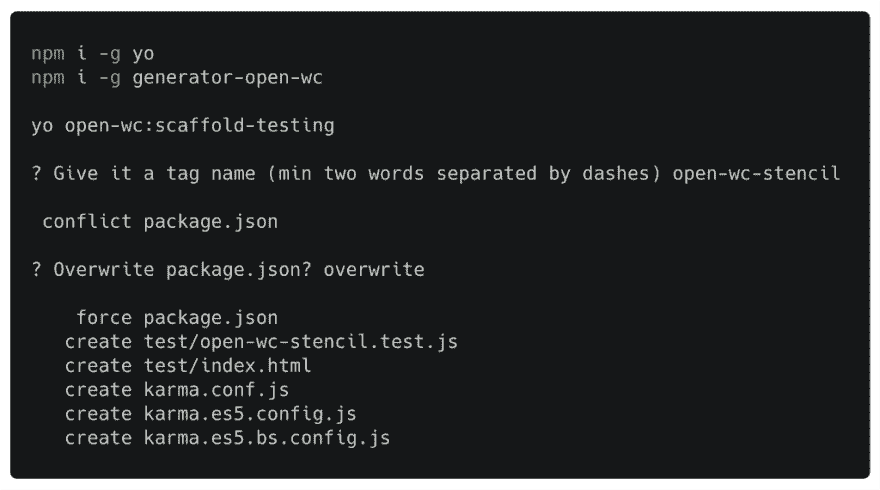 npm i -g yo
npm i -g generator-open-wc
yo open-wc:scaffold-testing
? Give it a tag name (min two words separated by dashes) open-wc-stencil
conflict package.json
? Overwrite package.json? overwrite
force package.json
create test/open-wc-stencil.test.js
create test/index.html
create karma.conf.js
create karma.es5.config.js
create karma.es5.bs.config.js